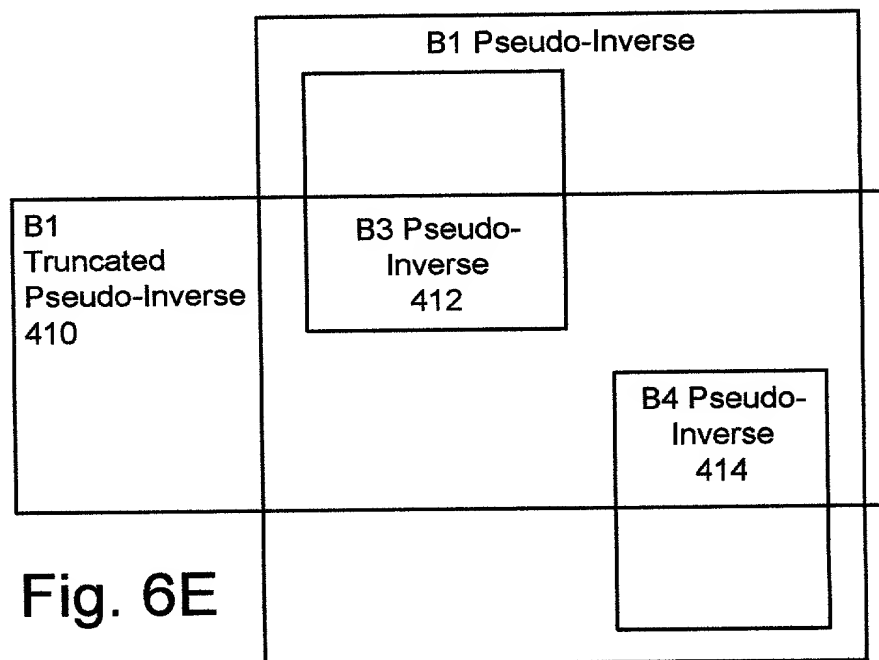 B1 Pseudo-Inverse
B1
Truncated
Pseudo-Inverse
410
B3 Pseudo-
Inverse
412
B4 Pseudo-
Inverse
414
Fig. 6E